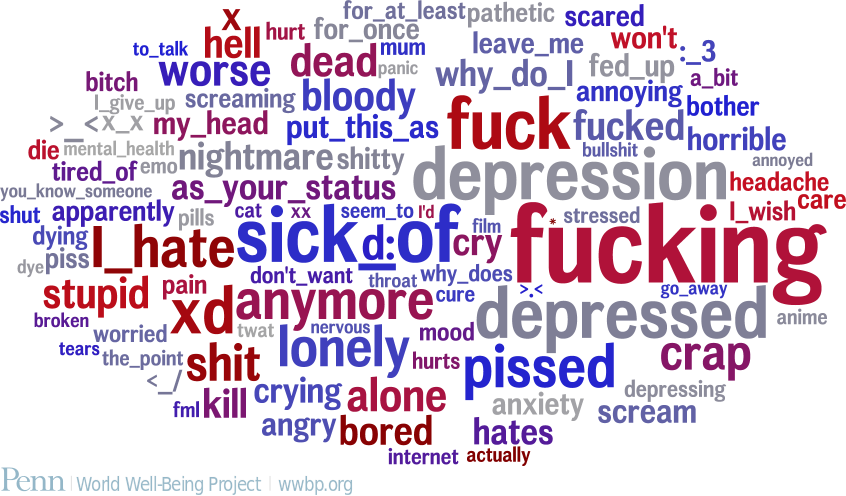 x
for_at_least
pathetic
scared
to_talk
hell
hurt
for_once
mum
leave_me
won't
:_3
bitch
worse
dead
panic
why_do_I
fed_up
a_bit
I_give_up
screaming
bloody
annoying
bother
>_<
x_x
my_head
put_this_as
fuck
fucked
horrible
die
mental_health
nightmare
shitty
bullshit
annoyed
tired_of
emo
depression
headache
you_know_someone
as_your_status
I_wish
care
shut
apparently
pills
cat
xx
seem_to
I'd
film
*
stressed
dying
I_hate
sick_of
d:
cry
fucking
dye
piss
don't_want
throat
why_does
stupid
pain
xd
anymore
cure
>.<
go_away
broken
worried
twat
nervous
mood
depressed
anime
tears
the_point
shit
lonely
hurts
pissed
crap
<_/
crying
alone
anxiety
depressing
fml
kill
scream
angry
bored
hates
internet
actually
Penn | World Well-Being Project | wwbp.org